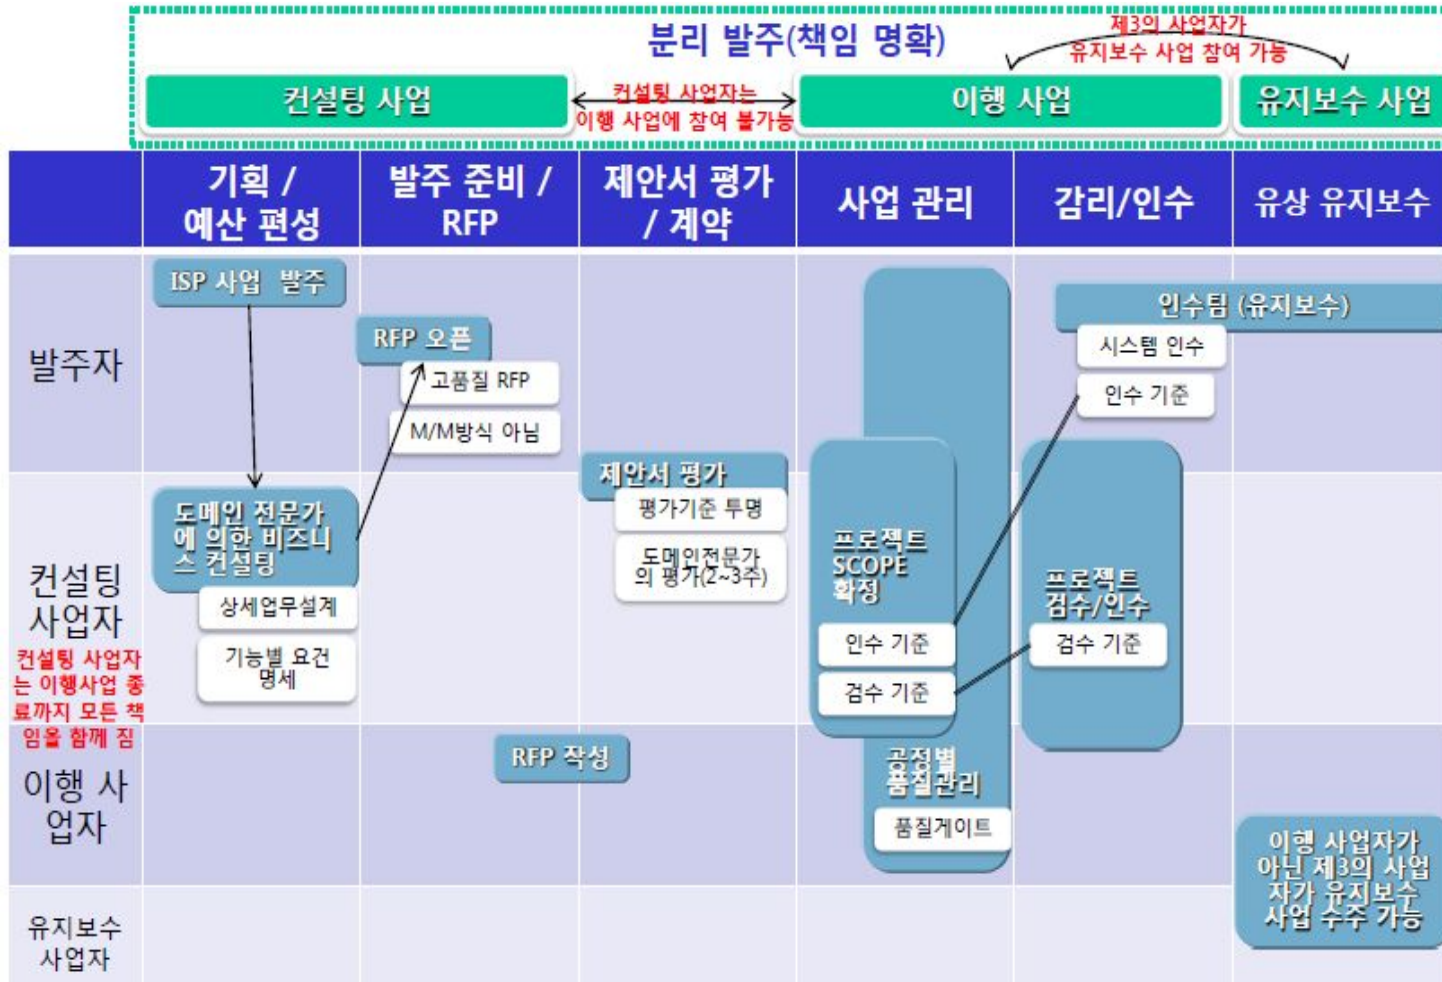 분리 발주(책임 명확)
제3의 사업자가
유지보수 사업 참여 가능
컨설팅 사업
컨설팅 사업자는
이행 사업에 참여 불가능
이행 사업
유지보수 사업
기획 /
예산 편성
발주 준비 /
RFP
제안서 평가
/ 계약
사업 관리
감리/인수
유상 유지보수
발주자
ISP 사업 발주
RFP 오픈
고품질 RFP
M/M방식 아님
제안서 평가
평가기준 투명
도메인전문가
의 평가(2~3주)
인수팀 (유지보수)
시스템 인수
인수 기준
컨설팅
사업자
컨설팅 사업자
는 이행사업 종
료까지 모든 책
임을 함께 짐
도메인 전문가
에 의한 비즈니
스 컨설팅
상세업무설계
기능별 요건
명세
프로젝트
SCOPE
확정
인수 기준
검수 기준
프로젝트
검수/인수
검수 기준
이행 사
업자
RFP 작성
공정별
품질관리
품질게이트
이행 사업자가
아닌 제3의 사업
자가 유지보수
사업 수주 가능
유지보수
사업자